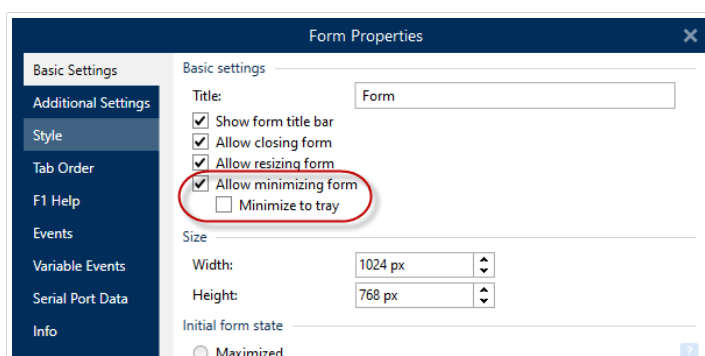 Form Properties
Basic Settings
Additional Settings
Style
Tab Order
F1 Help
Events
Variable Events
Serial Port Data
Info
Basic settings
Title: Form
Show form title bar
Allow closing form
Allow resizing form
Allow minimizing form
Minimize to tray
Size
Width: 1024 px
Height: 768 px
Initial form state
Maximized
?